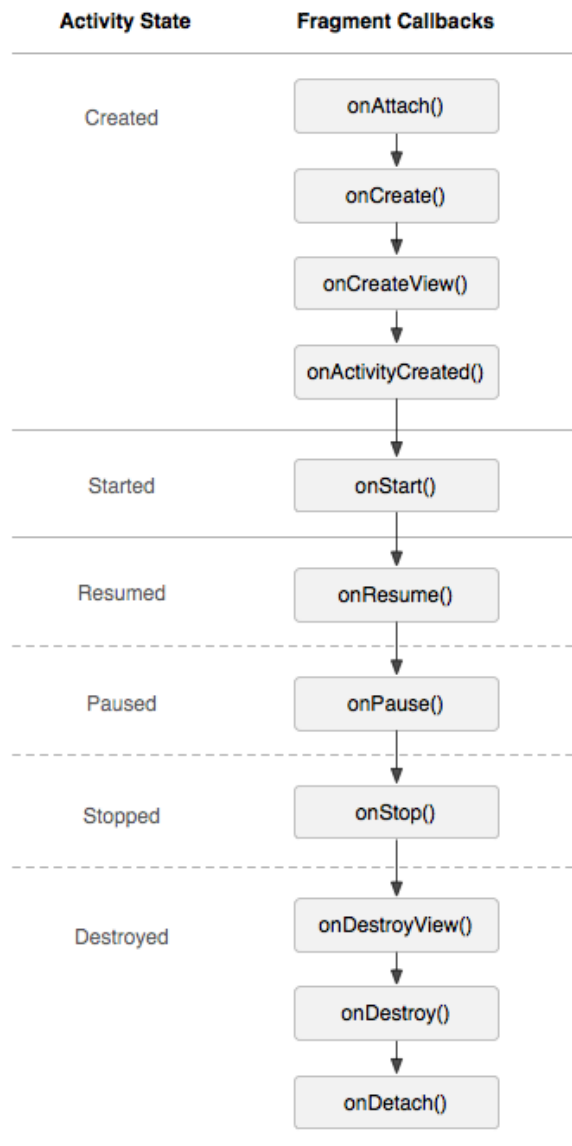 Activity State Fragment Callbacks
Created
onAttach()
onCreate()
onCreateView()
onActivityCreated()
Started
onStart()
Resumed
onResume()
Paused
onPause()
Stopped
onStop()
Destroyed
onDestroyView()
onDestroy()
onDetach()